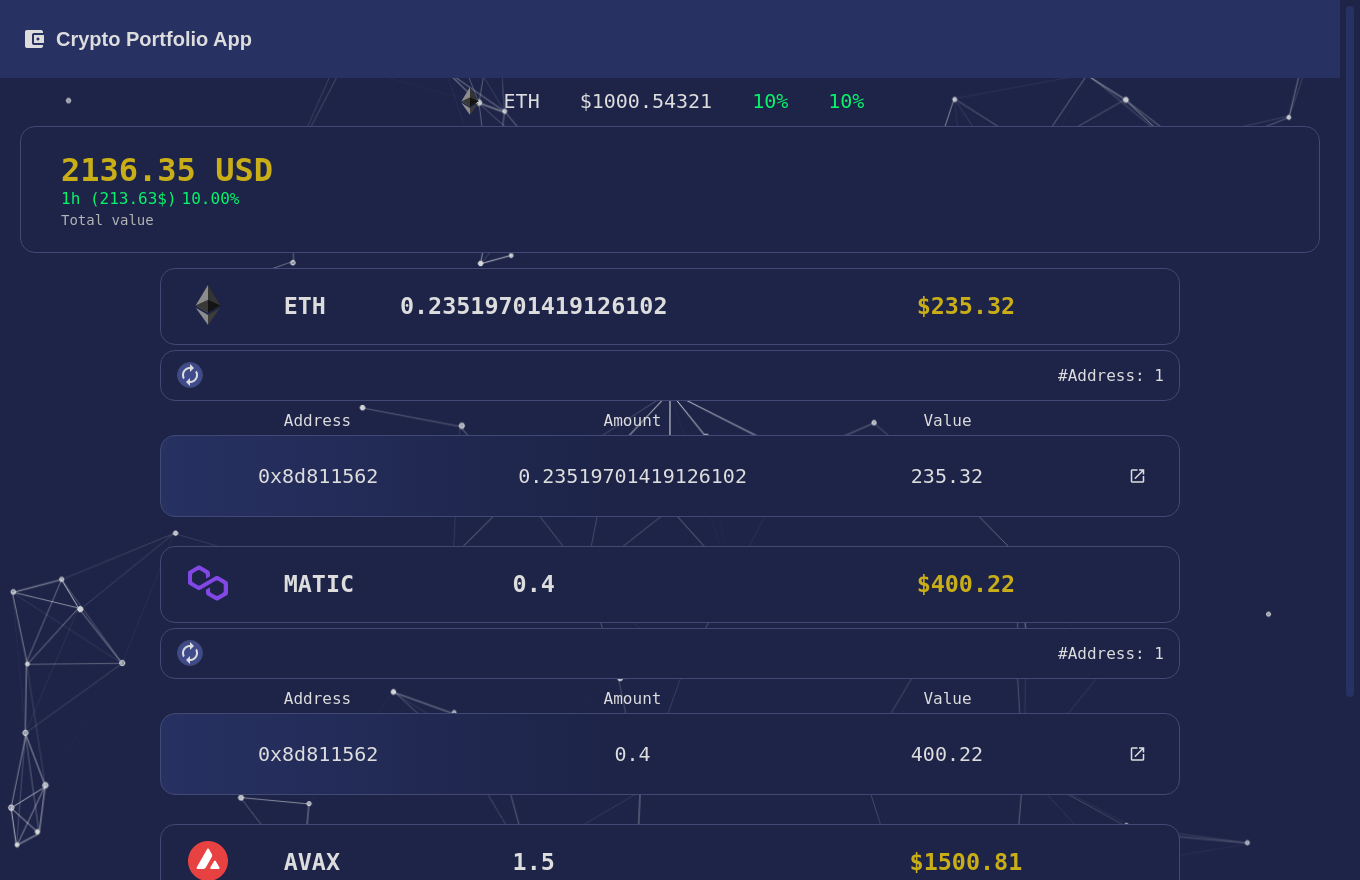 Crypto Portfolio App
ETH $1000.54321 10% 10%
2136.35 USD
1h (213.63$) 10.00%
Total value
ETH 0.23519701419126102 $235.32
#Address: 1
Address Amount Value
0x8d811562 0.23519701419126102 235.32
MATIC 0.4 $400.22
#Address: 1
Address Amount Value
0x8d811562 0.4 400.22
AVAX 1.5 $1500.81